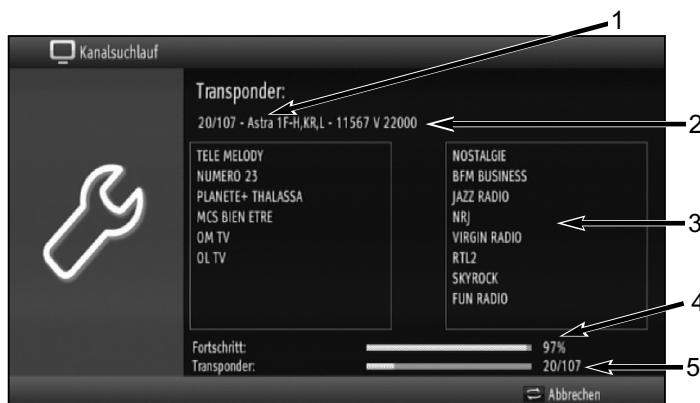 1
Kanalsuchlauf
Transponder:
20/107 - Astra 1F-H,KR,L - 11567 V 22000
2
TELE MELODY
NUMERO 23
PLANETE+ THALASSA
MCS BIEN ETRE
OM TV
OL TV
NOSTALGIE
BFM BUSINESS
JAZZ RADIO
NRJ
VIRGIN RADIO
RTL2
SKYROCK
FUN RADIO
3
4
Fortschritt: 97%
Transponder: 20/107
5
Abbrechen